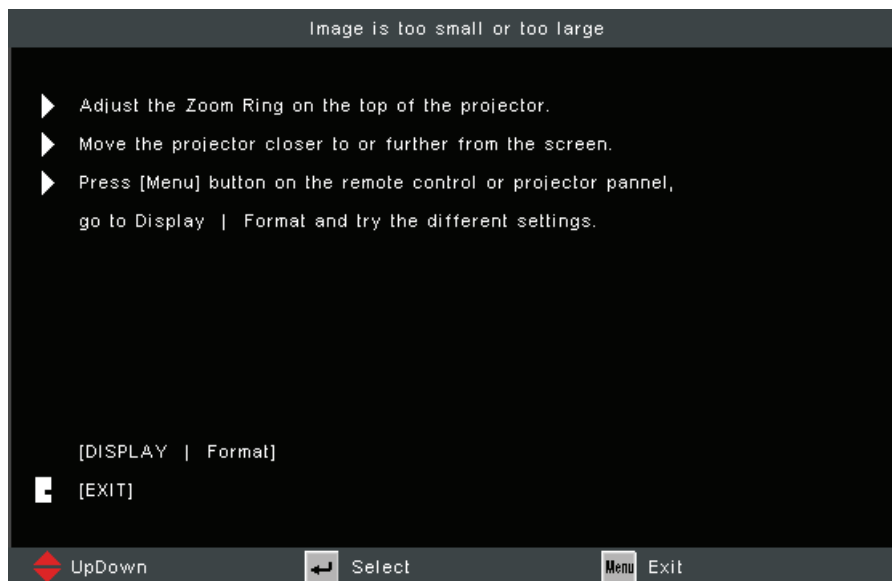 Image is too small or too large
Adjust the Zoom Ring on the top of the projector.
Move the projector closer to or further from the screen.
Press [Menu] button on the remote control or projector pannel,
go to Display | Format and try the different settings.
[DISPLAY | Format]
[EXIT]
UpDown Select Menu Exit